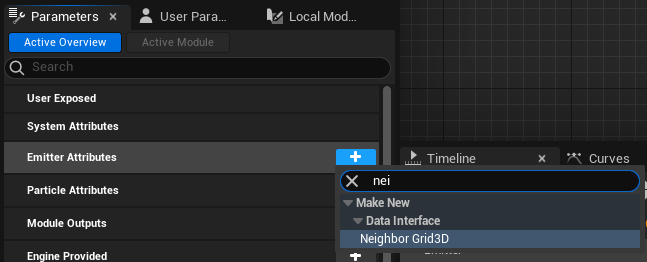 Parameters
User Para...
Local Mod...
Active Overview
Active Module
Search
User Exposed
System Attributes
Emitter Attributes
Timeline
Curves
nei
Particle Attributes
Make New
Module Outputs
Data Interface
Neighbor Grid3D
Engine Provided